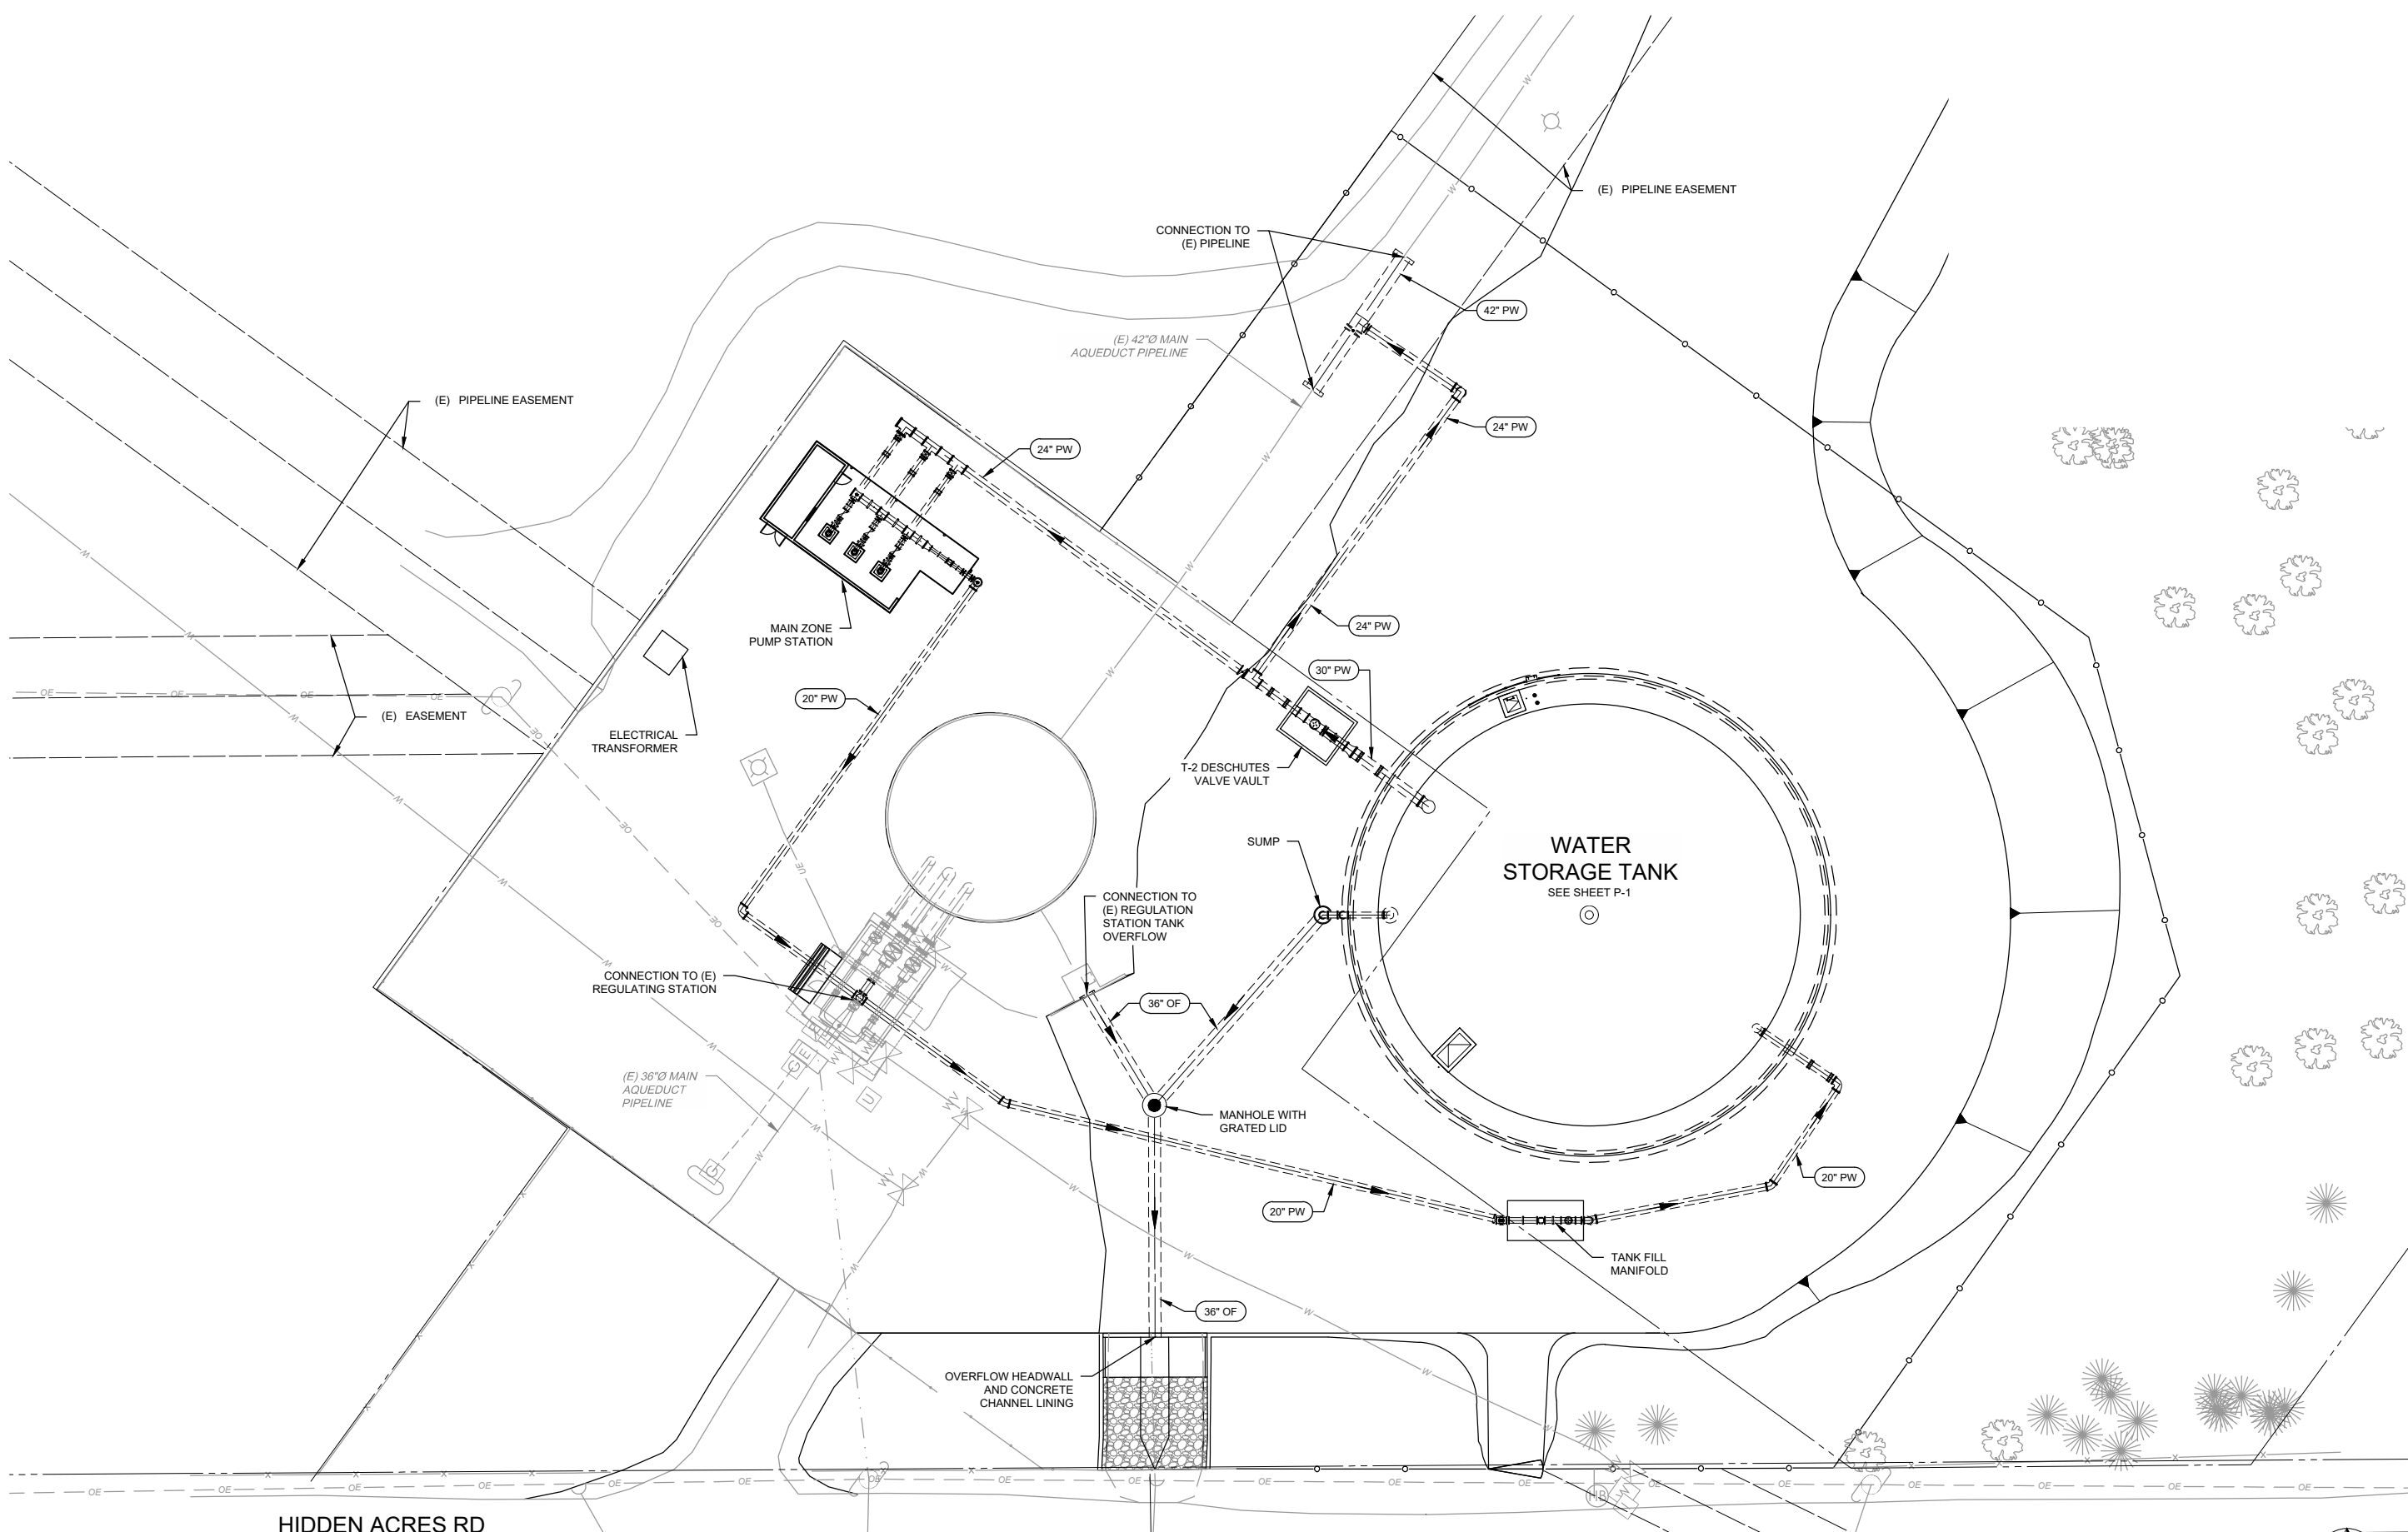 (E) PIPELINE EASEMENT
CONNECTION TO
(E) PIPELINE
42" PW
(E) 42"Ø MAIN
AQUEDUCT PIPELINE
(E) PIPELINE EASEMENT
24" PW
24" PW
MAIN ZONE
PUMP STATION
24" PW
30" PW
20" PW
(E) EASEMENT
ELECTRICAL
TRANSFORMER
T-2 DESCHUTES
VALVE VAULT
SUMP
WATER
STORAGE TANK
SEE SHEET P-1
CONNECTION TO
(E) REGULATION
STATION TANK
OVERFLOW
CONNECTION TO (E)
REGULATING STATION
36" OF
(E) 36"Ø MAIN
AQUEDUCT
PIPELINE
MANHOLE WITH
GRATED LID
20" PW
20" PW
TANK FILL
MANIFOLD
36" OF
OVERFLOW HEADWALL
AND CONCRETE
CHANNEL LINING
HIDDEN ACRES RD